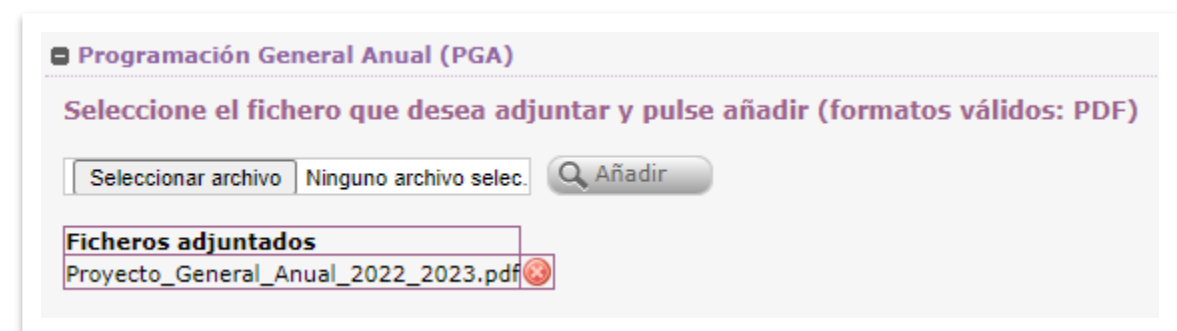 Programación General Anual (PGA)
Seleccione el fichero que desea adjuntar y pulse añadir (formatos válidos: PDF)
Seleccionar archivo Ninguno archivo selec. Añadir
Ficheros adjuntados
Proyecto_General_Anual_2022_2023.pdf